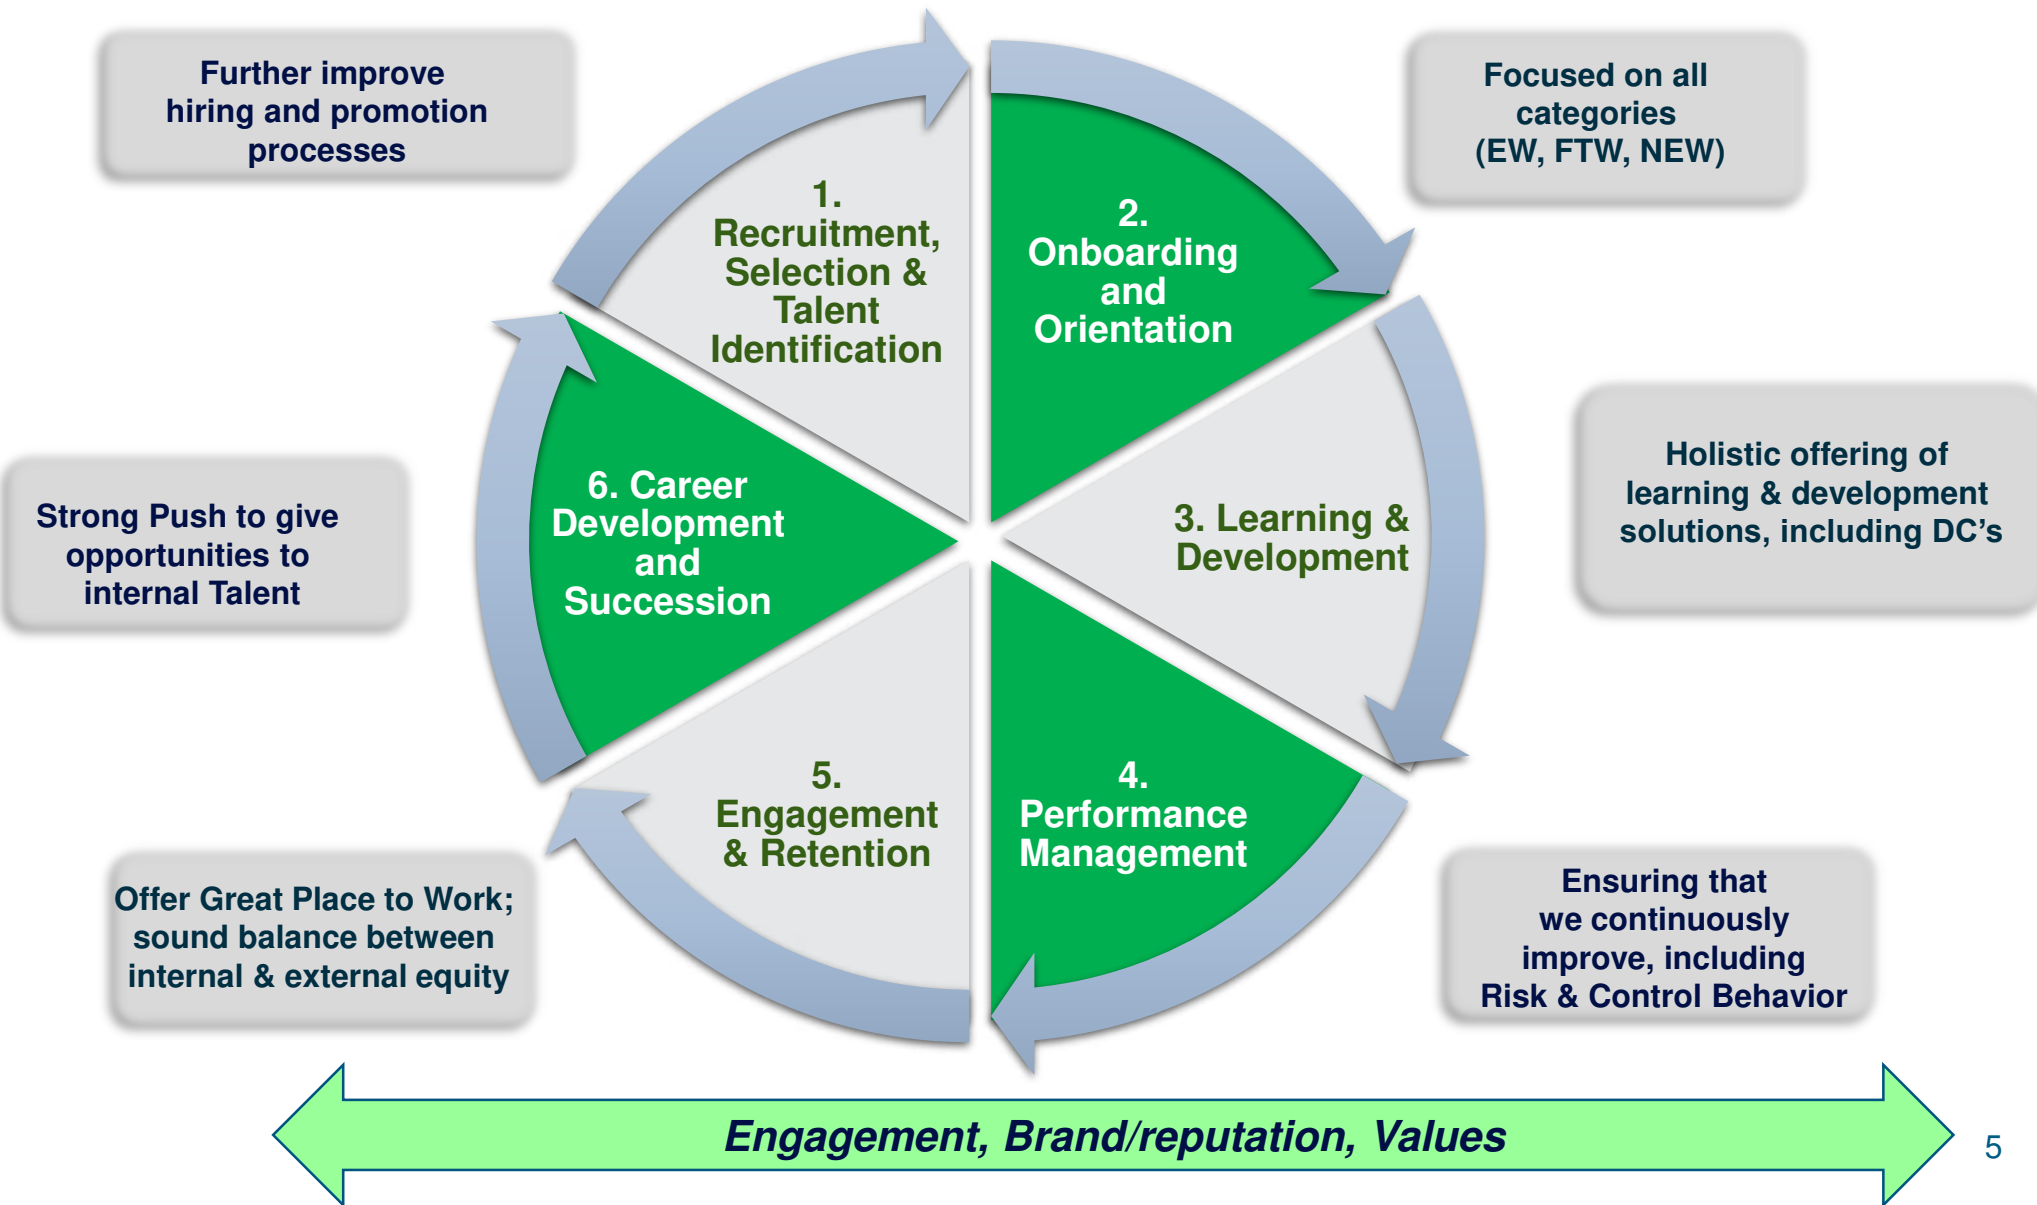 Further improve
hiring and promotion
processes
Focused on all
categories
(EW, FTW, NEW)
1.
Recruitment,
Selection &
Talent
Identification
2.
Onboarding
and
Orientation
Holistic offering of
learning & development
solutions, including DC’s
3. Learning &
Development
6. Career
Development
and
Succession
Strong Push to give
opportunities to
internal Talent
5.
Engagement
& Retention
4.
Performance
Management
Offer Great Place to Work;
sound balance between
internal & external equity
Ensuring that
we continuously
improve, including
Risk & Control Behavior
Engagement, Brand/reputation, Values
5